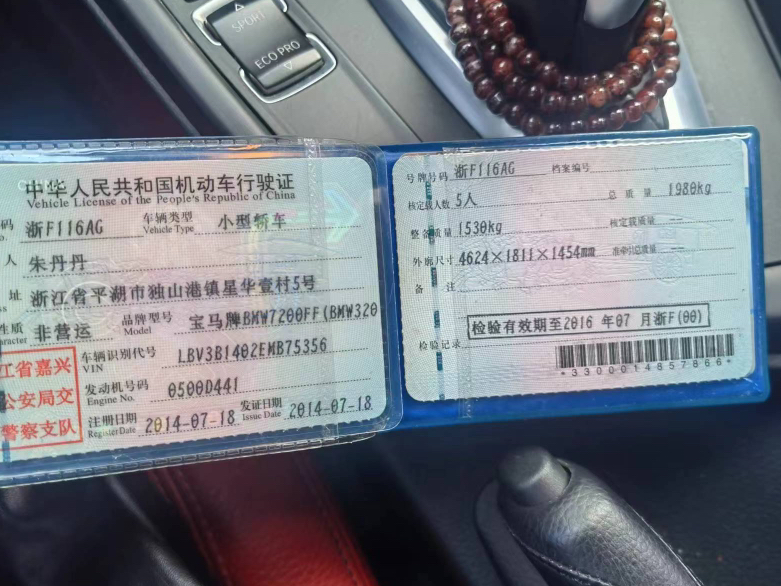 SPORT
ECO PRO
中华人民共和国机动车行驶证
Vehicle License of the People's Republic of China
码 浙F116AG 车辆类型 Vehicle Type 小型轿车
人 朱丹丹
址 浙江省平湖市独山港镇星华壹村5号
性质 非营运 品牌型号 Model 宝马牌BMW7200FF(BMW320
江省嘉兴
公安局交
警察支队
车辆识别代号 VIN LBV3B1402EMB75356
发动机号码 Engine No. 0500D441
注册日期 Register Date 2014-07-18 发证日期 Issue Date 2014-07-18
号牌号码 浙F116AG 档案编号
核定载人数 5人 总质量 1980kg
整备质量 1530kg 核定载质量 --
外廓尺寸 4624×1811×1454mm 准牵引总质量 --
备注
检验有效期至2016 年07 月浙F(00)
检验记录
*3300014857866*